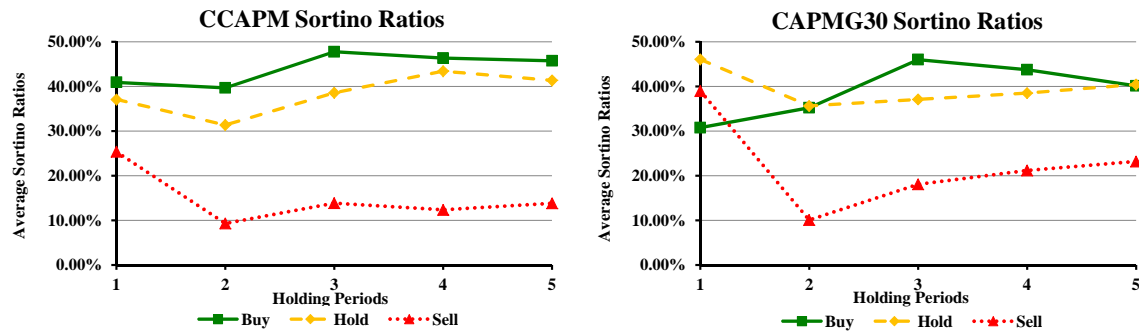 CCAPM Sortino Ratios
Average Sortino Ratios
50.00%
40.00%
30.00%
20.00%
10.00%
0.00%
1 2 3 4 5
Holding Periods
Buy Hold Sell
CAPMG30 Sortino Ratios
Average Sortino Ratios
50.00%
40.00%
30.00%
20.00%
10.00%
0.00%
1 2 3 4 5
Holding Periods
Buy Hold Sell